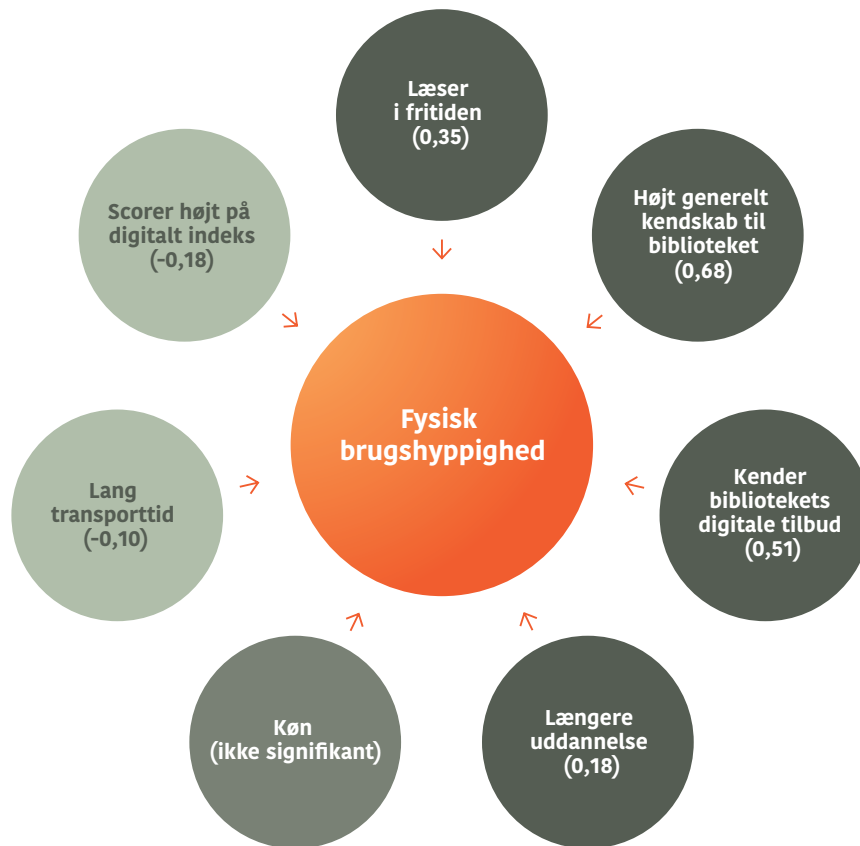 Læser
i fritiden
(0,35)
Højt generelt
kendskab til
biblioteket
(0,68)
Kender
bibliotekets
digitale tilbud
(0,51)
Længere
uddannelse
(0,18)
Køn
(ikke signifikant)
Lang
transporttid
(-0,10)
Scorer højt på
digitalt indeks
(-0,18)
Fysisk
brugshyppighed